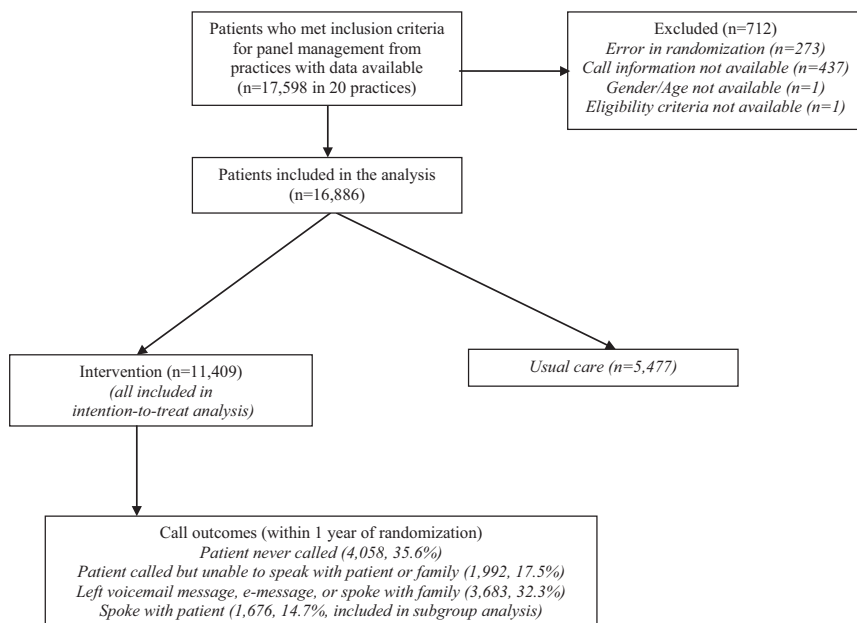 Patients who met inclusion criteria
for panel management from
practices with data available
(n=17,598 in 20 practices)
Excluded (n=712)
Error in randomization (n=273)
Call information not available (n=437)
Gender/Age not available (n=1)
Eligibility criteria not available (n=1)
Patients included in the analysis
(n=16,886)
Intervention (n=11,409)
(all included in
intention-to-treat analysis)
Usual care (n=5,477)
Call outcomes (within 1 year of randomization)
Patient never called (4,058, 35.6%)
Patient called but unable to speak with patient or family (1,992, 17.5%)
Left voicemail message, e-message, or spoke with family (3,683, 32.3%)
Spoke with patient (1,676, 14.7%, included in subgroup analysis)